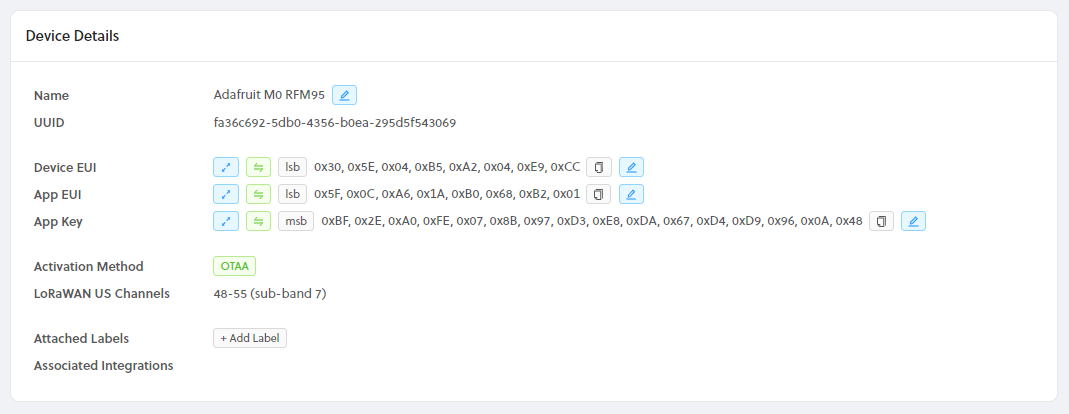 Device Details
Name Adafruit M0 RFM95
UUID fa36c692-5db0-4356-b0ea-295d5f543069
Device EUI lsb 0x30, 0x5E, 0x04, 0xB5, 0xA2, 0x04, 0xE9, 0xCC
App EUI lsb 0x5F, 0x0C, 0xA6, 0x1A, 0xB0, 0x68, 0xB2, 0x01
App Key msb 0xBF, 0x2E, 0xA0, 0xFE, 0x07, 0x8B, 0x97, 0xD3, 0xE8, 0xDA, 0x67, 0xD4, 0xD9, 0x96, 0x0A, 0x48
Activation Method OTAA
LoRaWAN US Channels 48-55 (sub-band 7)
Attached Labels + Add Label
Associated Integrations